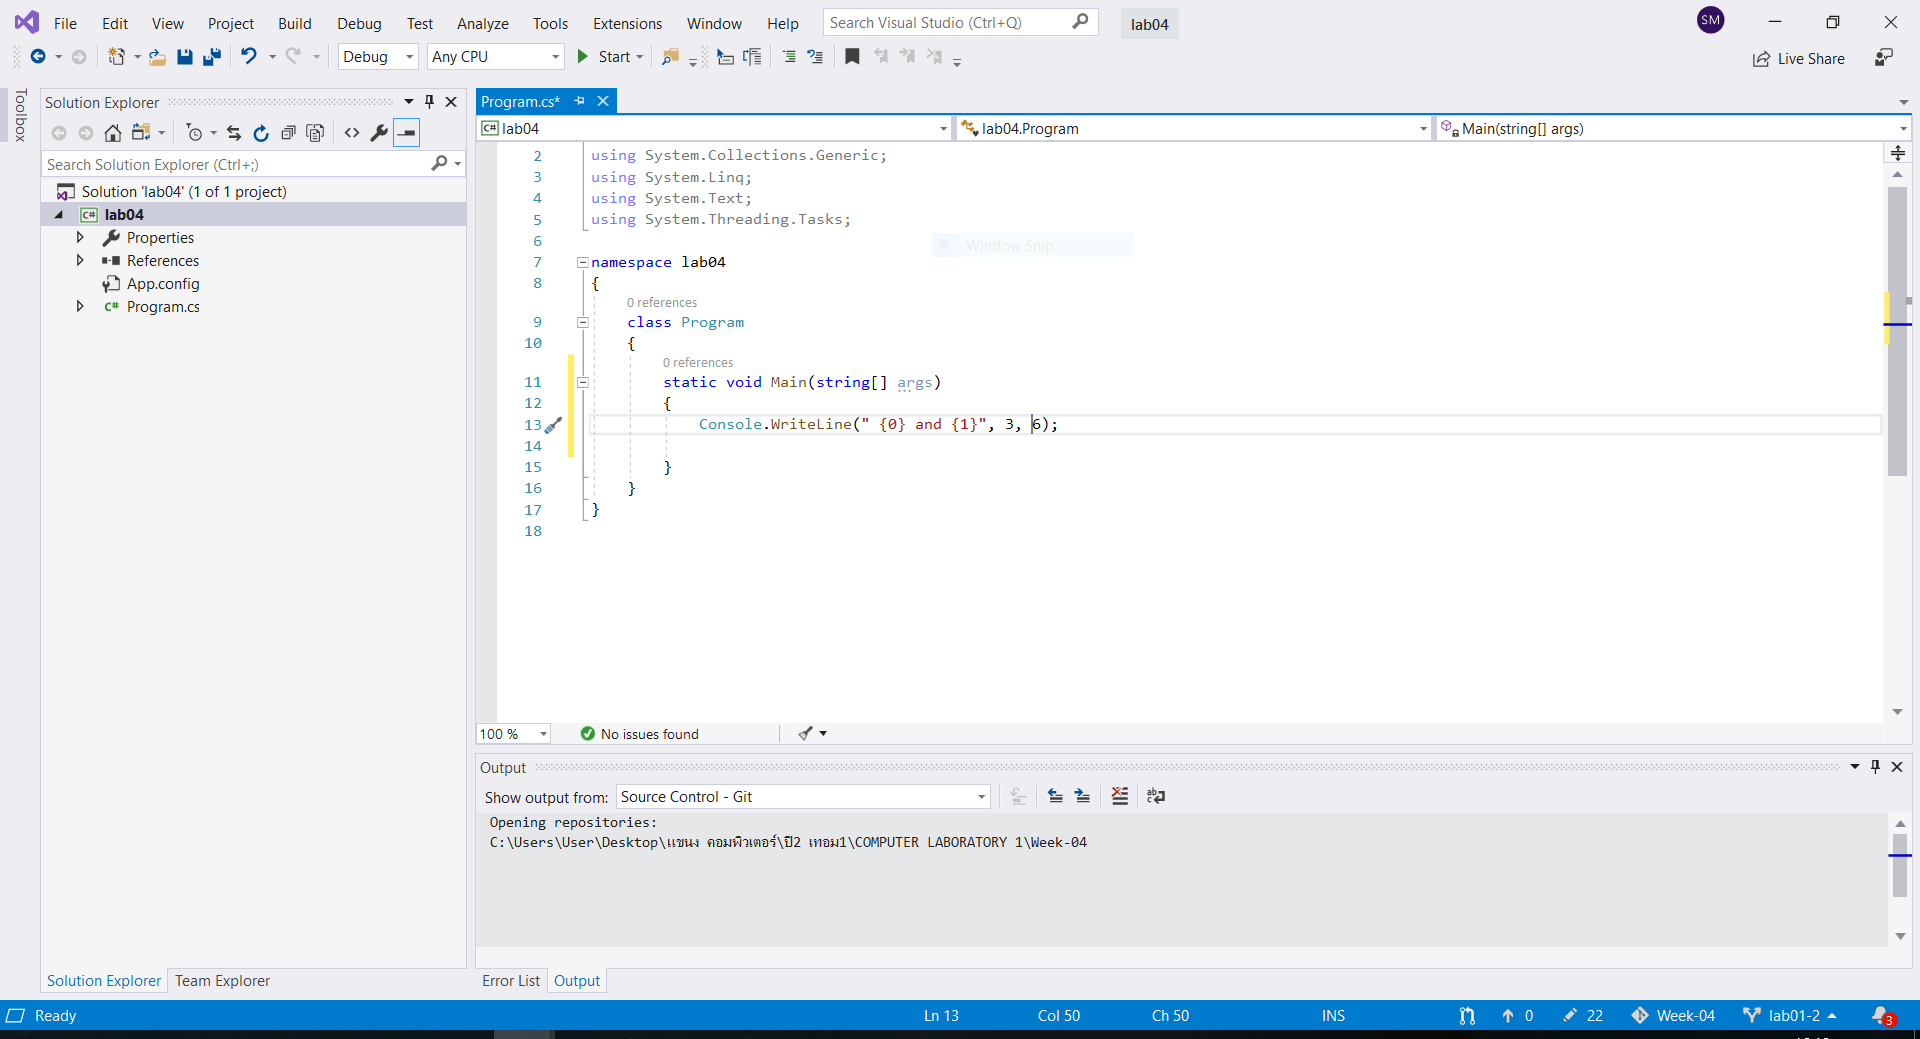 File Edit View Project Build Debug Test Analyze Tools Extensions Window Help Search Visual Studio (Ctrl+Q) lab04 SM
Debug Any CPU Start Live Share
Toolbox
Solution Explorer
Search Solution Explorer (Ctrl+;)
Solution 'lab04' (1 of 1 project)
C# lab04
Properties
References
App.config
C# Program.cs
Program.cs*
C# lab04 lab04.Program Main(string[] args)
2 using System.Collections.Generic;
3 using System.Linq;
4 using System.Text;
5 using System.Threading.Tasks;
6
Window Snip
7 namespace lab04
8 {
0 references
9 class Program
10 {
0 references
11 static void Main(string[] args)
12 {
13 Console.WriteLine(" {0} and {1}", 3, 6);
14
15 }
16 }
17 }
18
100 % No issues found
Output
Show output from: Source Control - Git
Opening repositories:
C:\Users\User\Desktop\แขนง คอมพิวเตอร์\ปี2 เทอม1\COMPUTER LABORATORY 1\Week-04
Solution Explorer Team Explorer
Error List Output
Ready Ln 13 Col 50 Ch 50 INS 0 22 Week-04 lab01-2 3